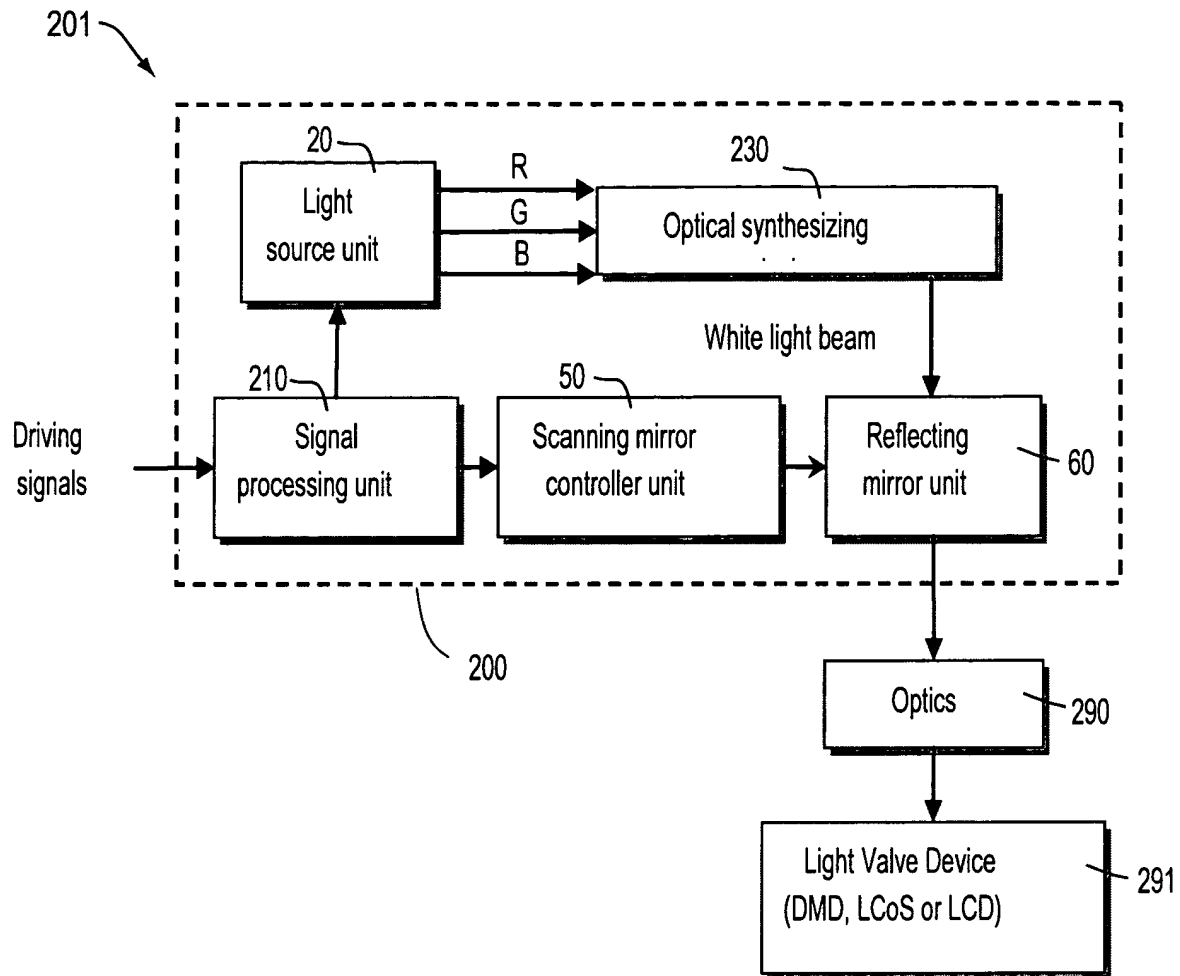 201
20
Light
source unit
R
G
B
230
Optical synthesizing
White light beam
Driving
signals
210
Signal
processing unit
50
Scanning mirror
controller unit
Reflecting
mirror unit
60
200
Optics
290
Light Valve Device
(DMD, LCoS or LCD)
291